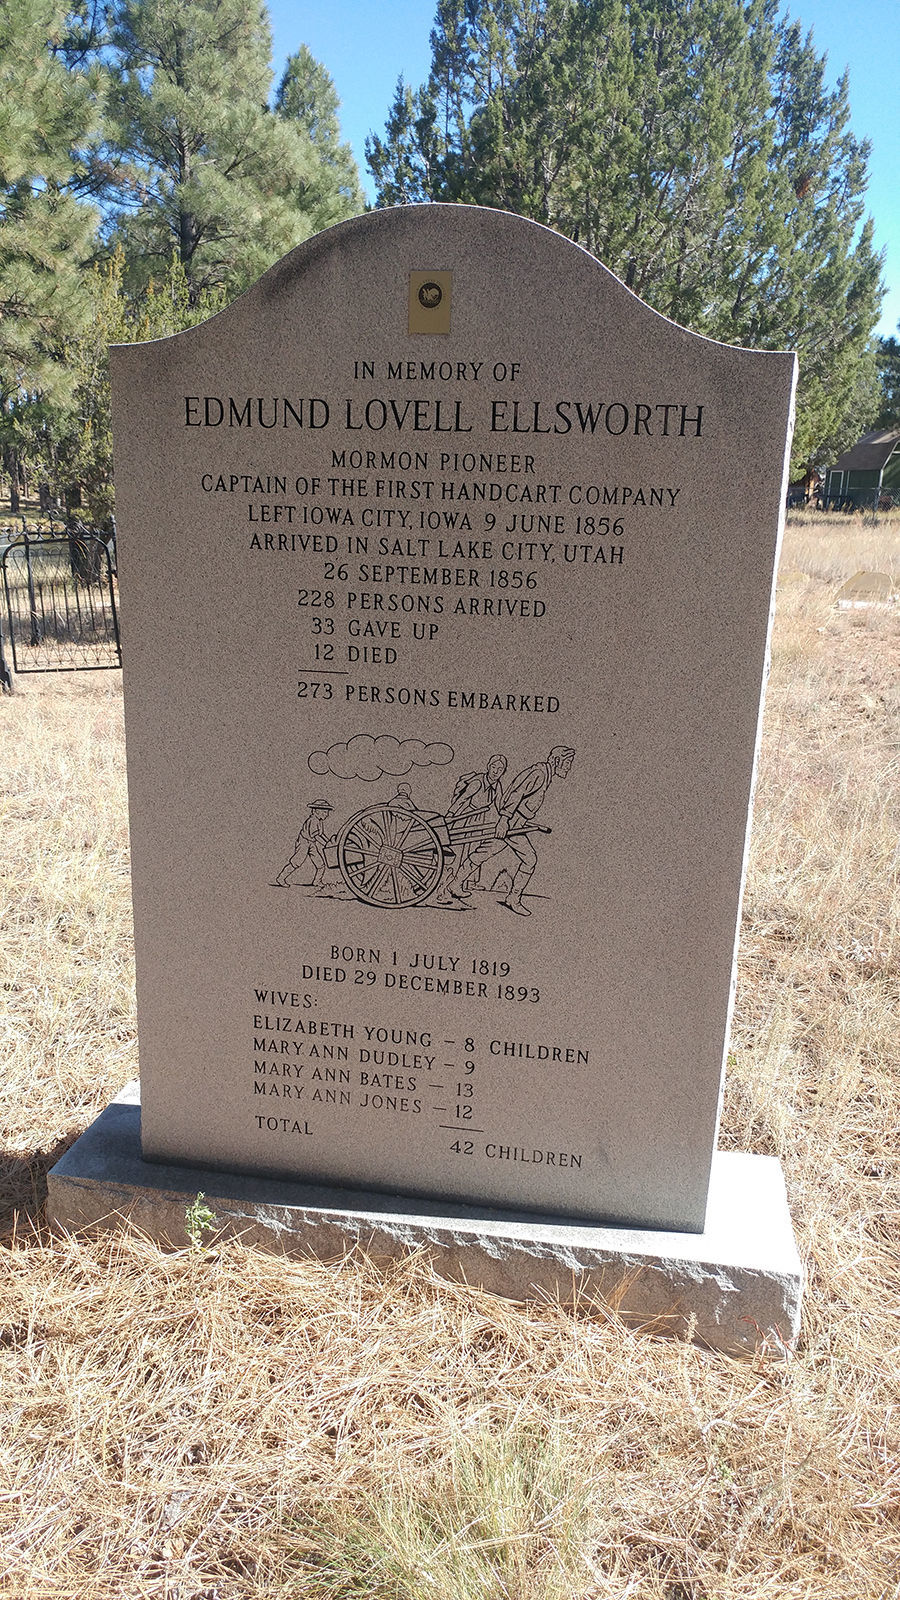 IN MEMORY OF
EDMUND LOVELL ELLSWORTH
MORMON PIONEER
CAPTAIN OF THE FIRST HANDCART COMPANY
LEFT IOWA CITY, IOWA 9 JUNE 1856
ARRIVED IN SALT LAKE CITY, UTAH
26 SEPTEMBER 1856
228 PERSONS ARRIVED
33 GAVE UP
12 DIED
273 PERSONS EMBARKED
BORN 1 JULY 1819
DIED 29 DECEMBER 1893
WIVES:
ELIZABETH YOUNG – 8 CHILDREN
MARY ANN DUDLEY – 9
MARY ANN BATES – 13
MARY ANN JONES – 12
TOTAL 42 CHILDREN